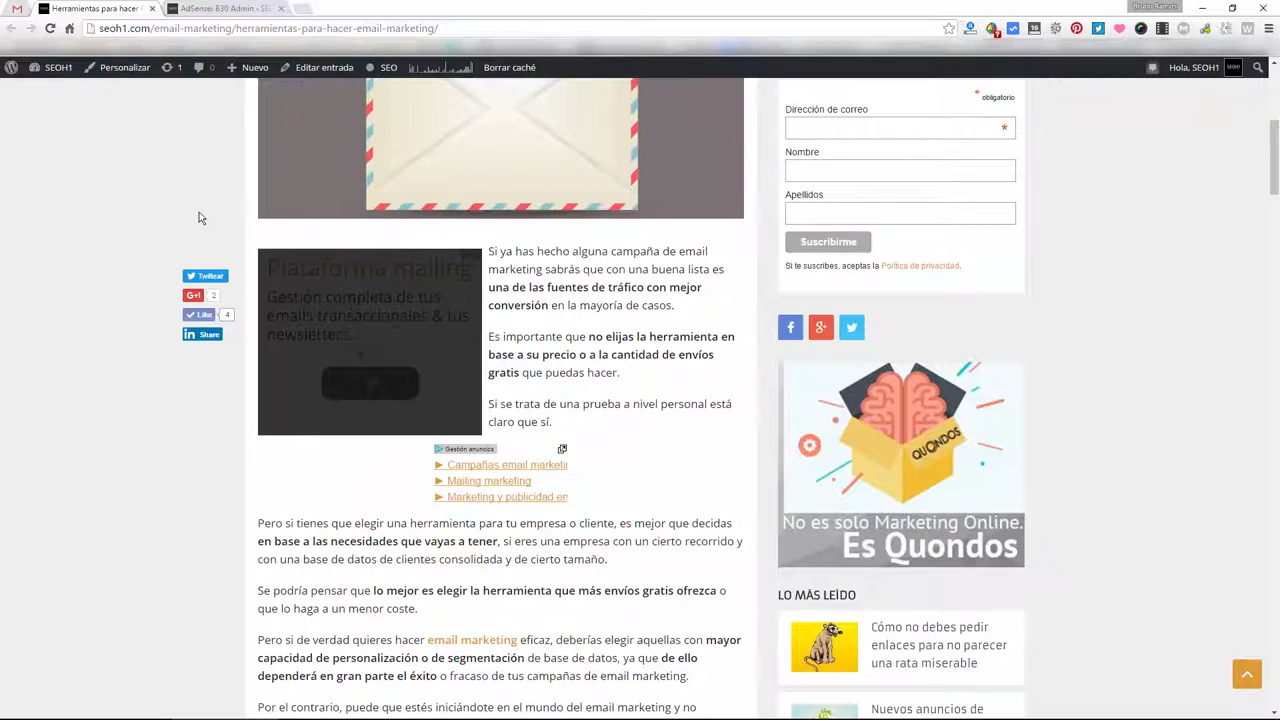 Herramientas para hacer
AdSensei B30 Admin ‹ SE
Bruno Ramos
seoh1.com/email-marketing/herramientas-para-hacer-email-marketing/
SEOH1
Personalizar
1
0
Nuevo
Editar entrada
SEO
Borrar caché
Hola, SEOH1
* obligatorio
Dirección de correo
*
Nombre
Apellidos
Suscribirme
Si te suscribes, aceptas la Política de privacidad.
Twittear
G+1 2
Like 4
in Share
Plataforma mailing
Gestión completa de tus
emails transaccionales & tus
newsletters...
Si ya has hecho alguna campaña de email
marketing sabrás que con una buena lista es
una de las fuentes de tráfico con mejor
conversión en la mayoría de casos.
Es importante que no elijas la herramienta en
base a su precio o a la cantidad de envíos
gratis que puedas hacer.
Si se trata de una prueba a nivel personal está
claro que sí.
Gestión anuncios
► Campañas email marketin
► Mailing marketing
► Marketing y publicidad en
Pero si tienes que elegir una herramienta para tu empresa o cliente, es mejor que decidas
en base a las necesidades que vayas a tener, si eres una empresa con un cierto recorrido y
con una base de datos de clientes consolidada y de cierto tamaño.
Se podría pensar que lo mejor es elegir la herramienta que más envíos gratis ofrezca o
que lo haga a un menor coste.
Pero si de verdad quieres hacer email marketing eficaz, deberías elegir aquellas con mayor
capacidad de personalización o de segmentación de base de datos, ya que de ello
dependerá en gran parte el éxito o fracaso de tus campañas de email marketing.
Por el contrario, puede que estés iniciándote en el mundo del email marketing y no
QUONDOS
No es solo Marketing Online.
Es Quondos
LO MÁS LEÍDO
Cómo no debes pedir
enlaces para no parecer
una rata miserable
Nuevos anuncios de